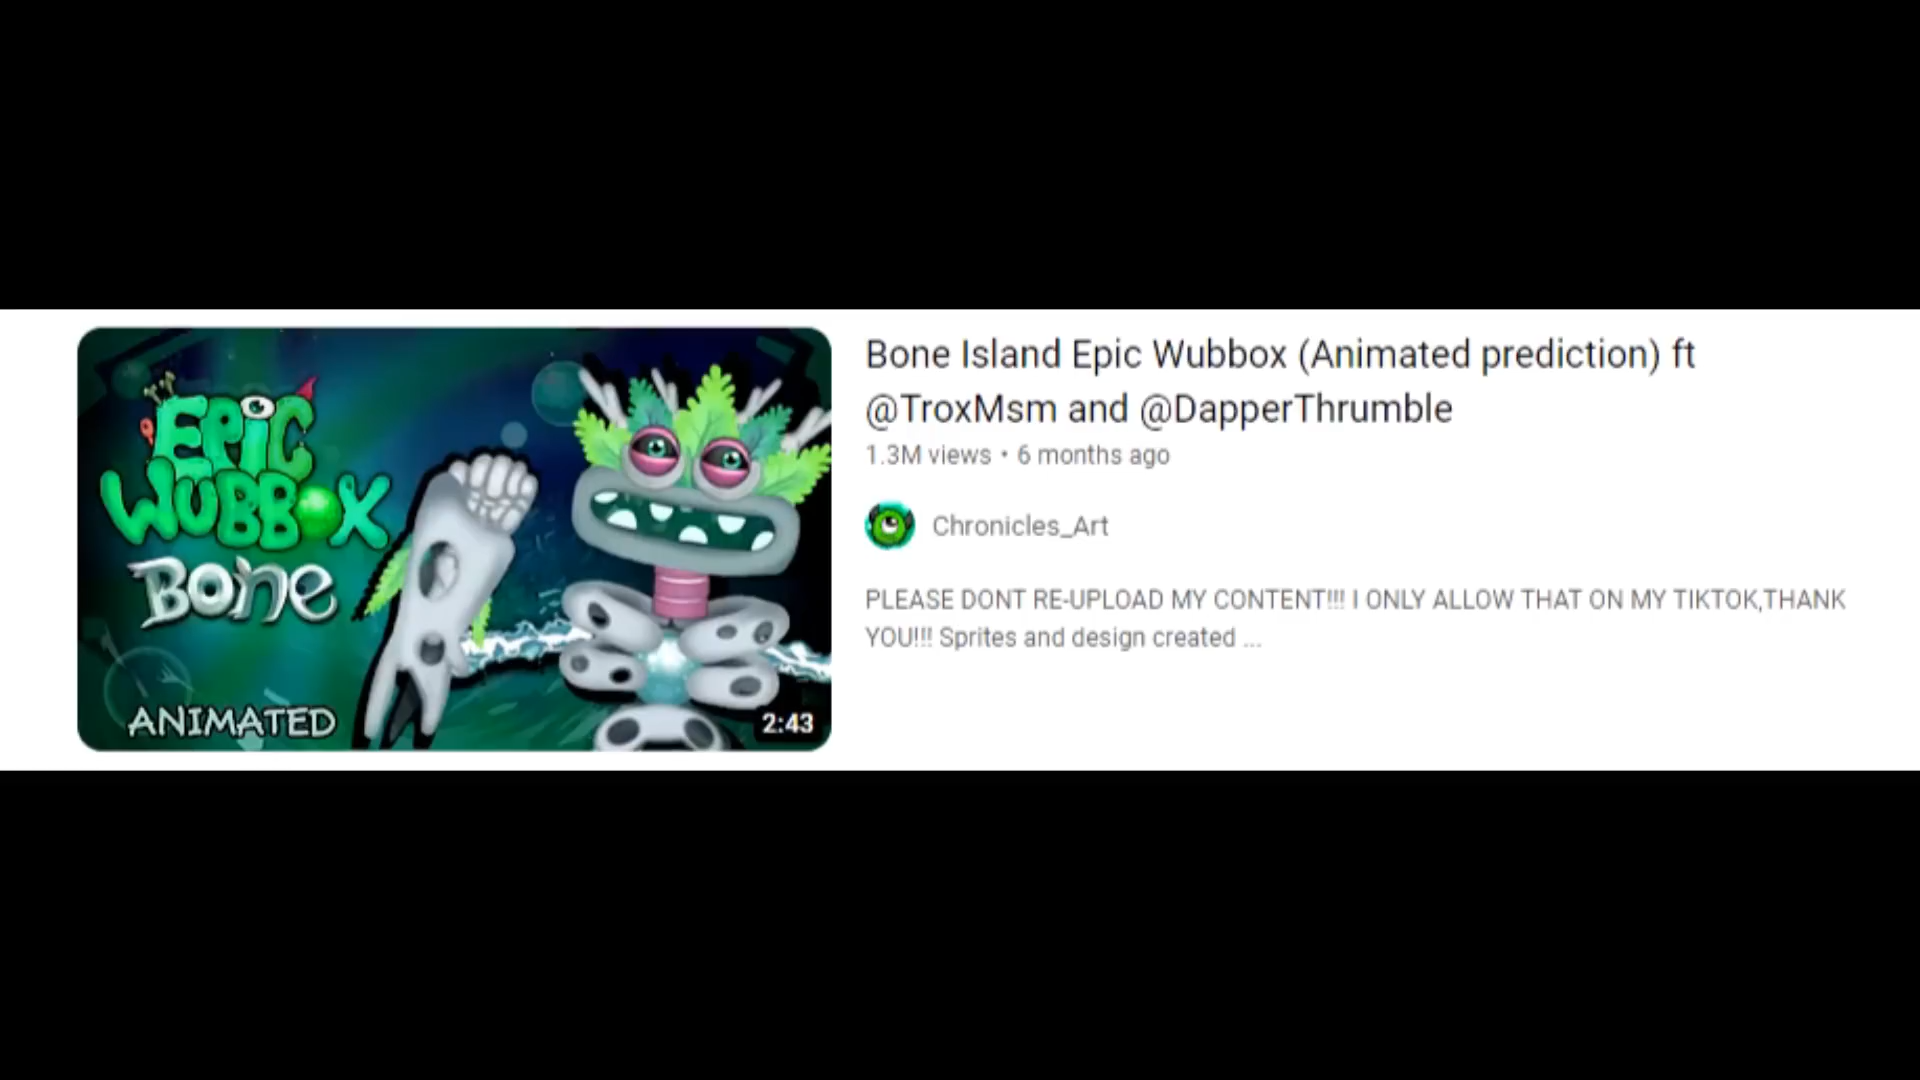 EPIC
WUBBOX
BONE
ANIMATED
2:43
Bone Island Epic Wubbox (Animated prediction) ft
@TroxMsm and @DapperThrumble
1.3M views • 6 months ago
Chronicles_Art
PLEASE DONT RE-UPLOAD MY CONTENT!!! I ONLY ALLOW THAT ON MY TIKTOK,THANK
YOU!!! Sprites and design created ...